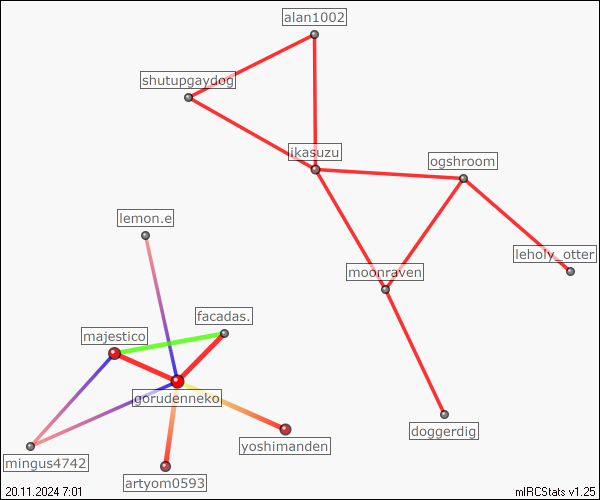 alan1002
shutupgaydog
ikasuzu
ogshroom
lemon.e
leholy_otter
moonraven
facadas.
majestico
gorudenneko
doggerdig
yoshimanden
mingus4742
artyom0593
20.11.2024 7:01
mIRCStats v1.25